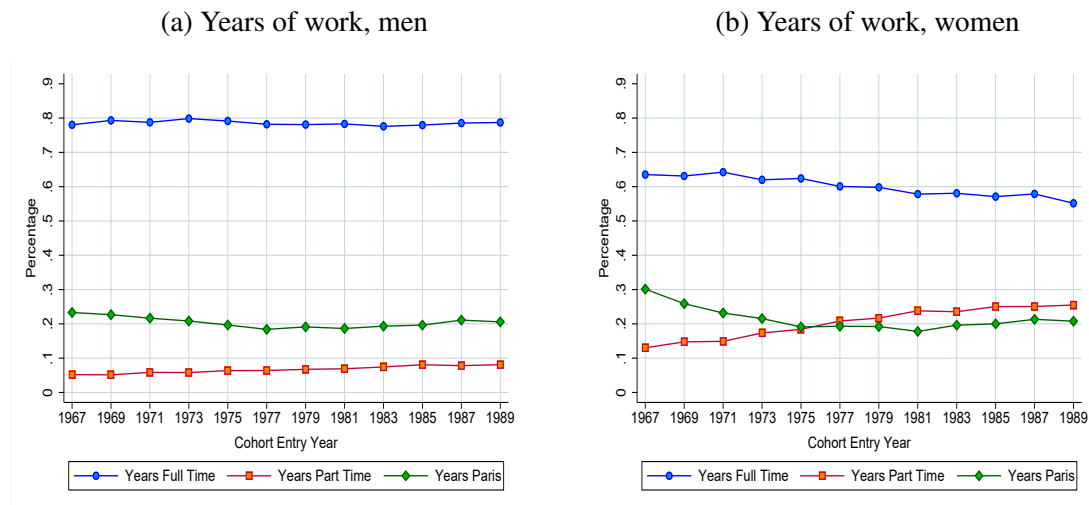 (a) Years of work, men
Percentage
.9
.8
.7
.6
.5
.4
.3
.2
.1
0
1967 1969 1971 1973 1975 1977 1979 1981 1983 1985 1987 1989
Cohort Entry Year
Years Full Time Years Part Time Years Paris
(b) Years of work, women
Percentage
.9
.8
.7
.6
.5
.4
.3
.2
.1
0
1967 1969 1971 1973 1975 1977 1979 1981 1983 1985 1987 1989
Cohort Entry Year
Years Full Time Years Part Time Years Paris